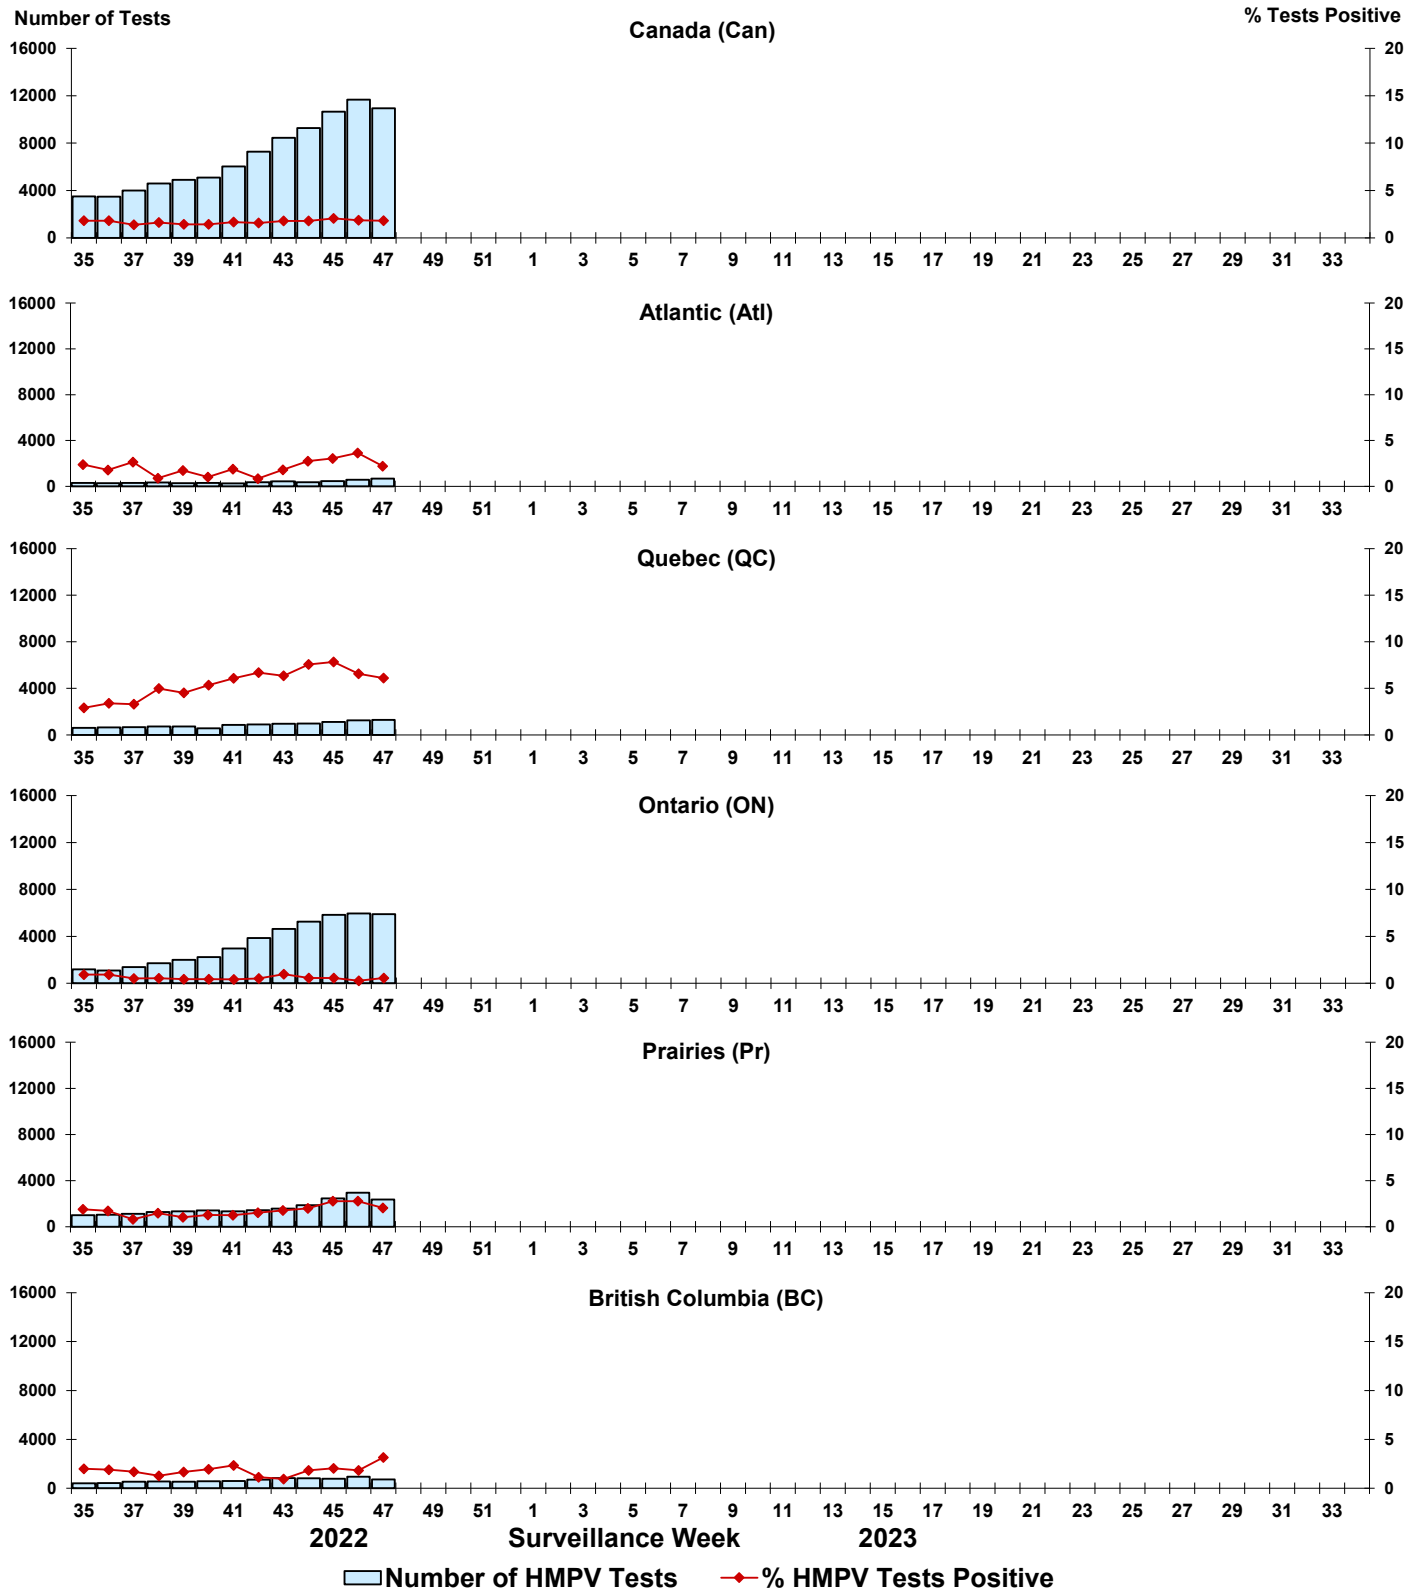 Number of Tests
% Tests Positive
Canada (Can)
16000 20
12000 15
8000 10
4000 5
0 0
35 37 39 41 43 45 47 49 51 1 3 5 7 9 11 13 15 17 19 21 23 25 27 29 31 33
Atlantic (Atl)
16000 20
12000 15
8000 10
4000 5
0 0
35 37 39 41 43 45 47 49 51 1 3 5 7 9 11 13 15 17 19 21 23 25 27 29 31 33
Quebec (QC)
16000 20
12000 15
8000 10
4000 5
0 0
35 37 39 41 43 45 47 49 51 1 3 5 7 9 11 13 15 17 19 21 23 25 27 29 31 33
Ontario (ON)
16000 20
12000 15
8000 10
4000 5
0 0
35 37 39 41 43 45 47 49 51 1 3 5 7 9 11 13 15 17 19 21 23 25 27 29 31 33
Prairies (Pr)
16000 20
12000 15
8000 10
4000 5
0 0
35 37 39 41 43 45 47 49 51 1 3 5 7 9 11 13 15 17 19 21 23 25 27 29 31 33
British Columbia (BC)
16000 20
12000 15
8000 10
4000 5
0 0
35 37 39 41 43 45 47 49 51 1 3 5 7 9 11 13 15 17 19 21 23 25 27 29 31 33
2022 Surveillance Week 2023
Number of HMPV Tests % HMPV Tests Positive